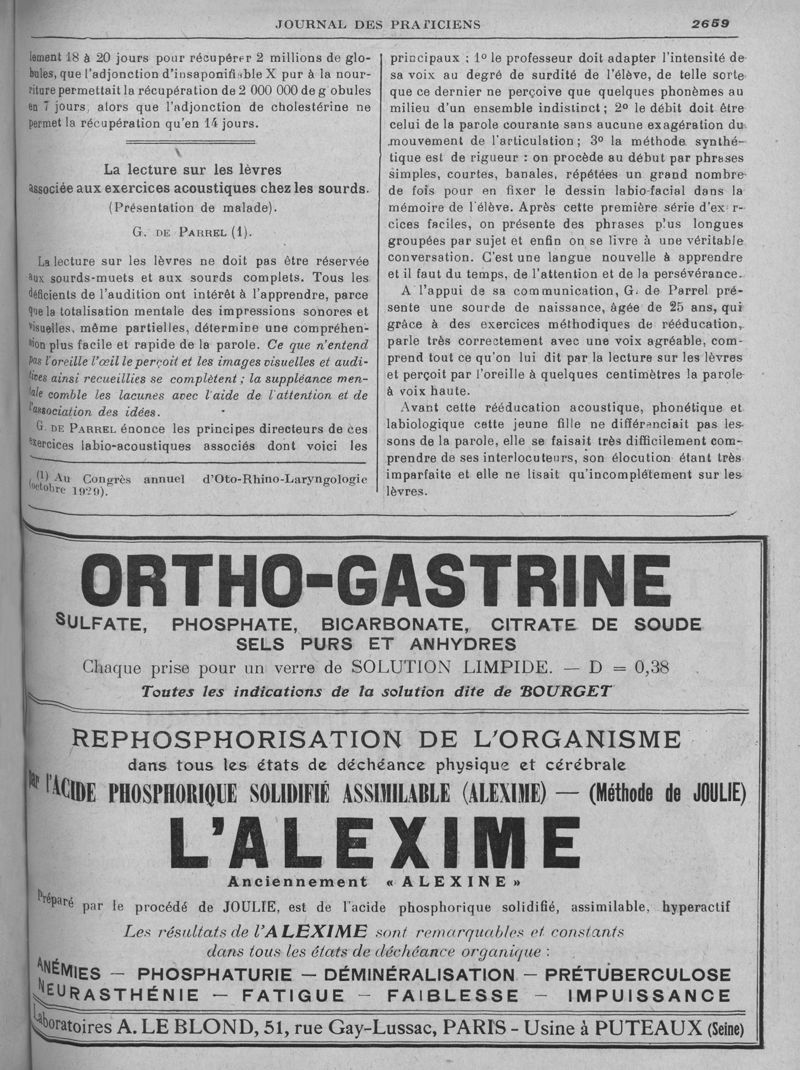 JOURNAL DES PRATICIENS 2659
lement 18 à 20 jours pour récupérer 2 millions de glo-
bules, que l'adjonction d'insaponifiable X pur à la nour-
riture permettait la récupération de 2 000 000 de g obules
en 7 jours, alors que l'adjonction de cholestérine ne
permet la récupération qu'en 14 jours.
La lecture sur les lèvres
associée aux exercices acoustiques chez les sourds.
(Présentation de malade).
G. DE PARREL (1).
La lecture sur les lèvres ne doit pas être réservée
aux sourds-muets et aux sourds complets. Tous les
déficients de l'audition ont intérêt à l'apprendre, parce
que la totalisation mentale des impressions sonores et
visuelles, même partielles, détermine une compréhen-
sion plus facile et rapide de la parole. Ce que n'entend
pas l'oreille l'œil le perçoit et les images visuelles et audi-
tives ainsi recueillies se complètent ; la suppléance men-
tale comble les lacunes avec l'aide de l'attention et de
l'association des idées.
G. DE PARREL énonce les principes directeurs de ces
exercices labio-acoustiques associés dont voici les
(1) Au Congrès annuel d'Oto-Rhino-Laryngologie
(octobre 1929).
principaux : 1º le professeur doit adapter l'intensité de
sa voix au degré de surdité de l'élève, de telle sorte
que ce dernier ne perçoive que quelques phonèmes au
milieu d'un ensemble indistinct ; 2º le débit doit être
celui de la parole courante sans aucune exagération du
mouvement de l'articulation ; 3º la méthode synthé-
tique est de rigueur : on procède au début par phrases
simples, courtes, banales, répétées un grand nombre
de fois pour en fixer le dessin labio-facial dans la
mémoire de l'élève. Après cette première série d'ex r-
cices faciles, on présente des phrases p'us longues
groupées par sujet et enfin on se livre à une véritable
conversation. C'est une langue nouvelle à apprendre
et il faut du temps, de l'attention et de la persévérance.
A l'appui de sa communication, G. de Parrel pré-
sente une sourde de naissance, âgée de 25 ans, qui
grâce à des exercices méthodiques de rééducation,
parle très correctement avec une voix agréable, com-
prend tout ce qu'on lui dit par la lecture sur les lèvres
et perçoit par l'oreille à quelques centimètres la parole
à voix haute.
Avant cette rééducation acoustique, phonétique et
labiologique cette jeune fille ne différenciait pas les
sons de la parole, elle se faisait très difficilement com-
prendre de ses interlocuteurs, son élocution étant très
imparfaite et elle ne lisait qu'incomplétement sur les
lèvres.
ORTHO-GASTRINE
SULFATE, PHOSPHATE, BICARBONATE, CITRATE DE SOUDE
SELS PURS ET ANHYDRES
Chaque prise pour un verre de SOLUTION LIMPIDE. — D = 0,38
Toutes les indications de la solution dite de BOURGET
REPHOSPHORISATION DE L'ORGANISME
dans tous les états de déchéance physique et cérébrale
par l'ACIDE PHOSPHORIQUE SOLIDIFIÉ ASSIMILABLE (ALEXIME) — (Méthode de JOULIE)
L'ALEXIME
Anciennement « ALEXINE »
Préparé par le procédé de JOULIE, est de l'acide phosphorique solidifié, assimilable, hyperactif
Les résultats de l'ALEXIME sont remarquables et constants
dans tous les états de déchéance organique :
ANÉMIES — PHOSPHATURIE — DÉMINÉRALISATION — PRÉTUBERCULOSE
NEURASTHÉNIE — FATIGUE — FAIBLESSE — IMPUISSANCE
Laboratoires A. LE BLOND, 51, rue Gay-Lussac, PARIS - Usine à PUTEAUX (Seine)